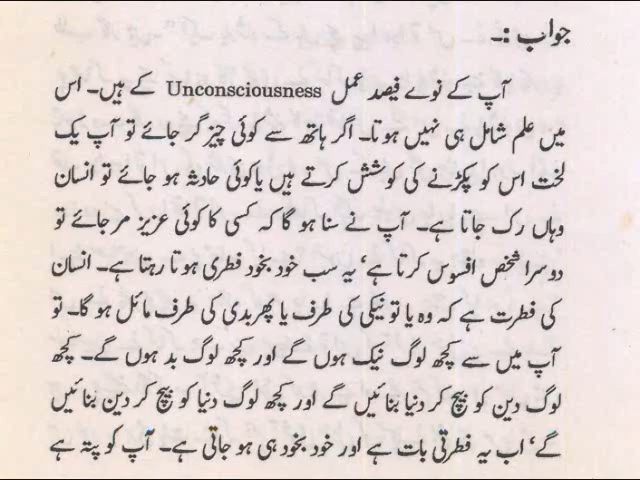 جواب :۔
آپ کے نوے فیصد عمل Unconsciousness کے ہیں۔ اس
میں علم شامل ہی نہیں ہوتا۔ اگر ہاتھ سے کوئی چیز گر جائے تو آپ یک
لخت اس کو پکڑنے کی کوشش کرتے ہیں یا کوئی حادثہ ہو جائے تو انسان
وہاں رک جاتا ہے۔ آپ نے سنا ہو گا کہ کسی کا کوئی عزیز مر جائے تو
دوسرا شخص افسوس کرتا ہے‘ یہ سب خود بخود فطری ہوتا رہتا ہے۔ انسان
کی فطرت ہے کہ وہ یا تو نیکی کی طرف یا پھر بدی کی طرف مائل ہو گا۔ تو
آپ میں سے کچھ لوگ نیک ہوں گے اور کچھ لوگ بد ہوں گے۔ کچھ
لوگ دین کو بیچ کر دنیا بنائیں گے اور کچھ لوگ دنیا کو بیچ کر دین بنائیں
گے‘ اب یہ فطرتی بات ہے اور خود بخود ہی ہو جاتی ہے۔ آپ کو پتہ ہے